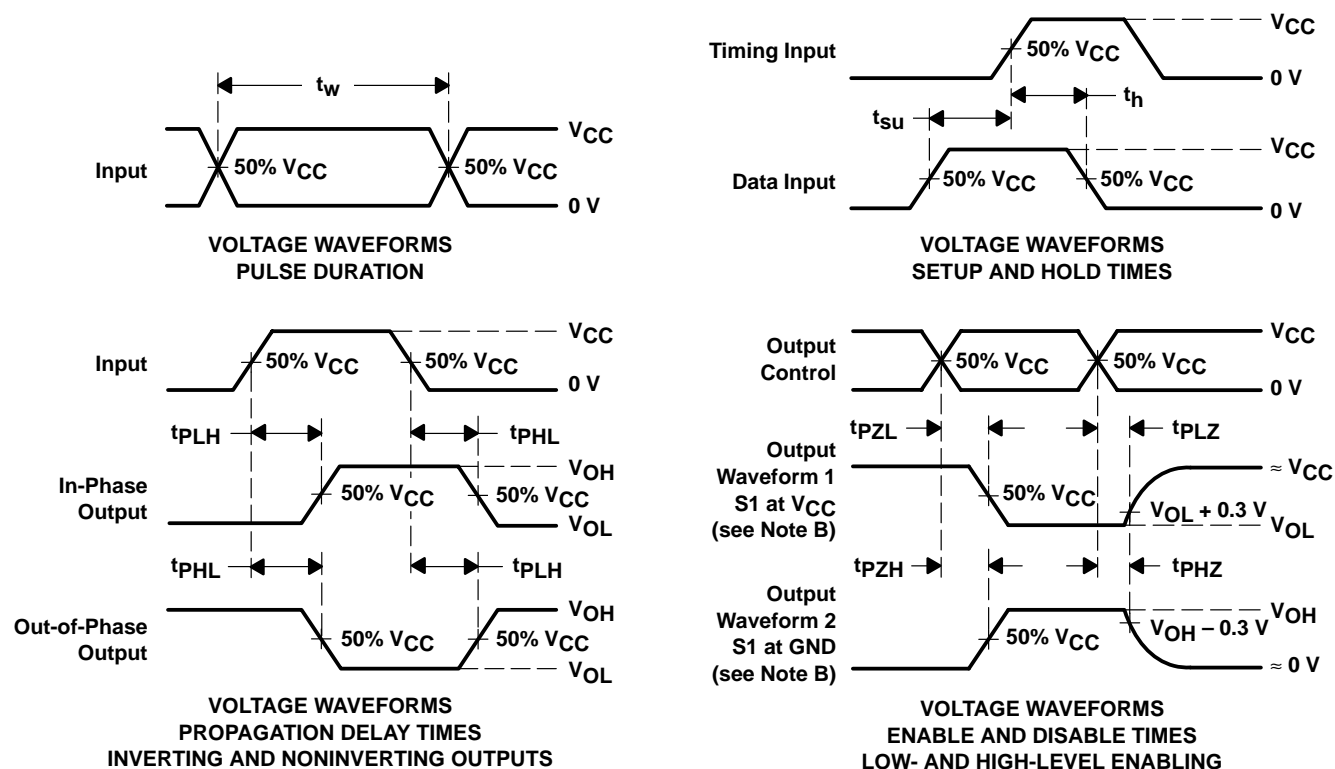 tw
VCC
Input
50% VCC
50% VCC
0 V
VOLTAGE WAVEFORMS
PULSE DURATION
VCC
Timing Input
50% VCC
0 V
th
tsu
VCC
Data Input
50% VCC
50% VCC
0 V
VOLTAGE WAVEFORMS
SETUP AND HOLD TIMES
VCC
Input
50% VCC
50% VCC
0 V
tPLH
tPHL
VOH
In-Phase
Output
50% VCC
50% VCC
VOL
tPHL
tPLH
VOH
Out-of-Phase
Output
50% VCC
50% VCC
VOL
VOLTAGE WAVEFORMS
PROPAGATION DELAY TIMES
INVERTING AND NONINVERTING OUTPUTS
VCC
Output
Control
50% VCC
50% VCC
0 V
tPZL
tPLZ
Output
Waveform 1
S1 at VCC
(see Note B)
50% VCC
≈ VCC
VOL + 0.3 V
VOL
tPZH
tPHZ
Output
Waveform 2
S1 at GND
(see Note B)
50% VCC
VOH
VOH – 0.3 V
≈ 0 V
VOLTAGE WAVEFORMS
ENABLE AND DISABLE TIMES
LOW- AND HIGH-LEVEL ENABLING